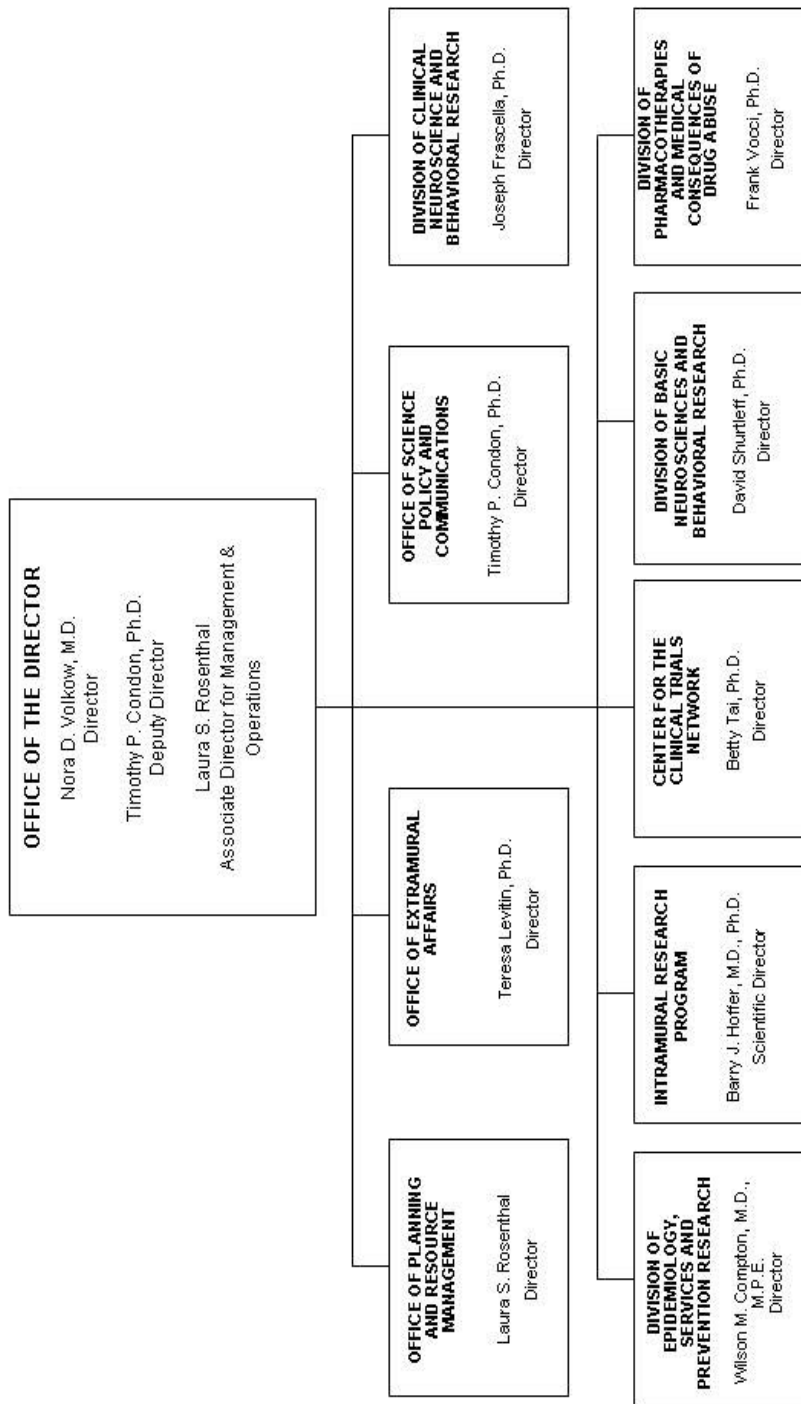 OFFICE OF THE DIRECTOR
Nora D. Volkow, M.D.
Director
Timothy P. Condon, Ph.D.
Deputy Director
Laura S. Rosenthal
Associate Director for Management &
Operations
OFFICE OF PLANNING
AND RESOURCE
MANAGEMENT
Laura S. Rosenthal
Director
OFFICE OF EXTRAMURAL
AFFAIRS
Teresa Levitin, Ph.D.
Director
OFFICE OF SCIENCE
POLICY AND
COMMUNICATIONS
Timothy P. Condon, Ph.D.
Director
DIVISION OF CLINICAL
NEUROSCIENCE AND
BEHAVIORAL RESEARCH
Joseph Frascella, Ph.D.
Director
DIVISION OF
EPIDEMIOLOGY,
SERVICES AND
PREVENTION RESEARCH
Wilson M. Compton, M.D.,
M.P.E.
Director
INTRAMURAL RESEARCH
PROGRAM
Barry J. Hoffer, M.D., Ph.D.
Scientific Director
CENTER FOR THE
CLINICAL TRIALS
NETWORK
Betty Tai, Ph.D.
Director
DIVISION OF BASIC
NEUROSCIENCES AND
BEHAVIORAL RESEARCH
David Shurtleff, Ph.D.
Director
DIVISION OF
PHARMACOTHERAPIES
AND MEDICAL
CONSEQUENCES OF
DRUG ABUSE
Frank Vocci, Ph.D.
Director